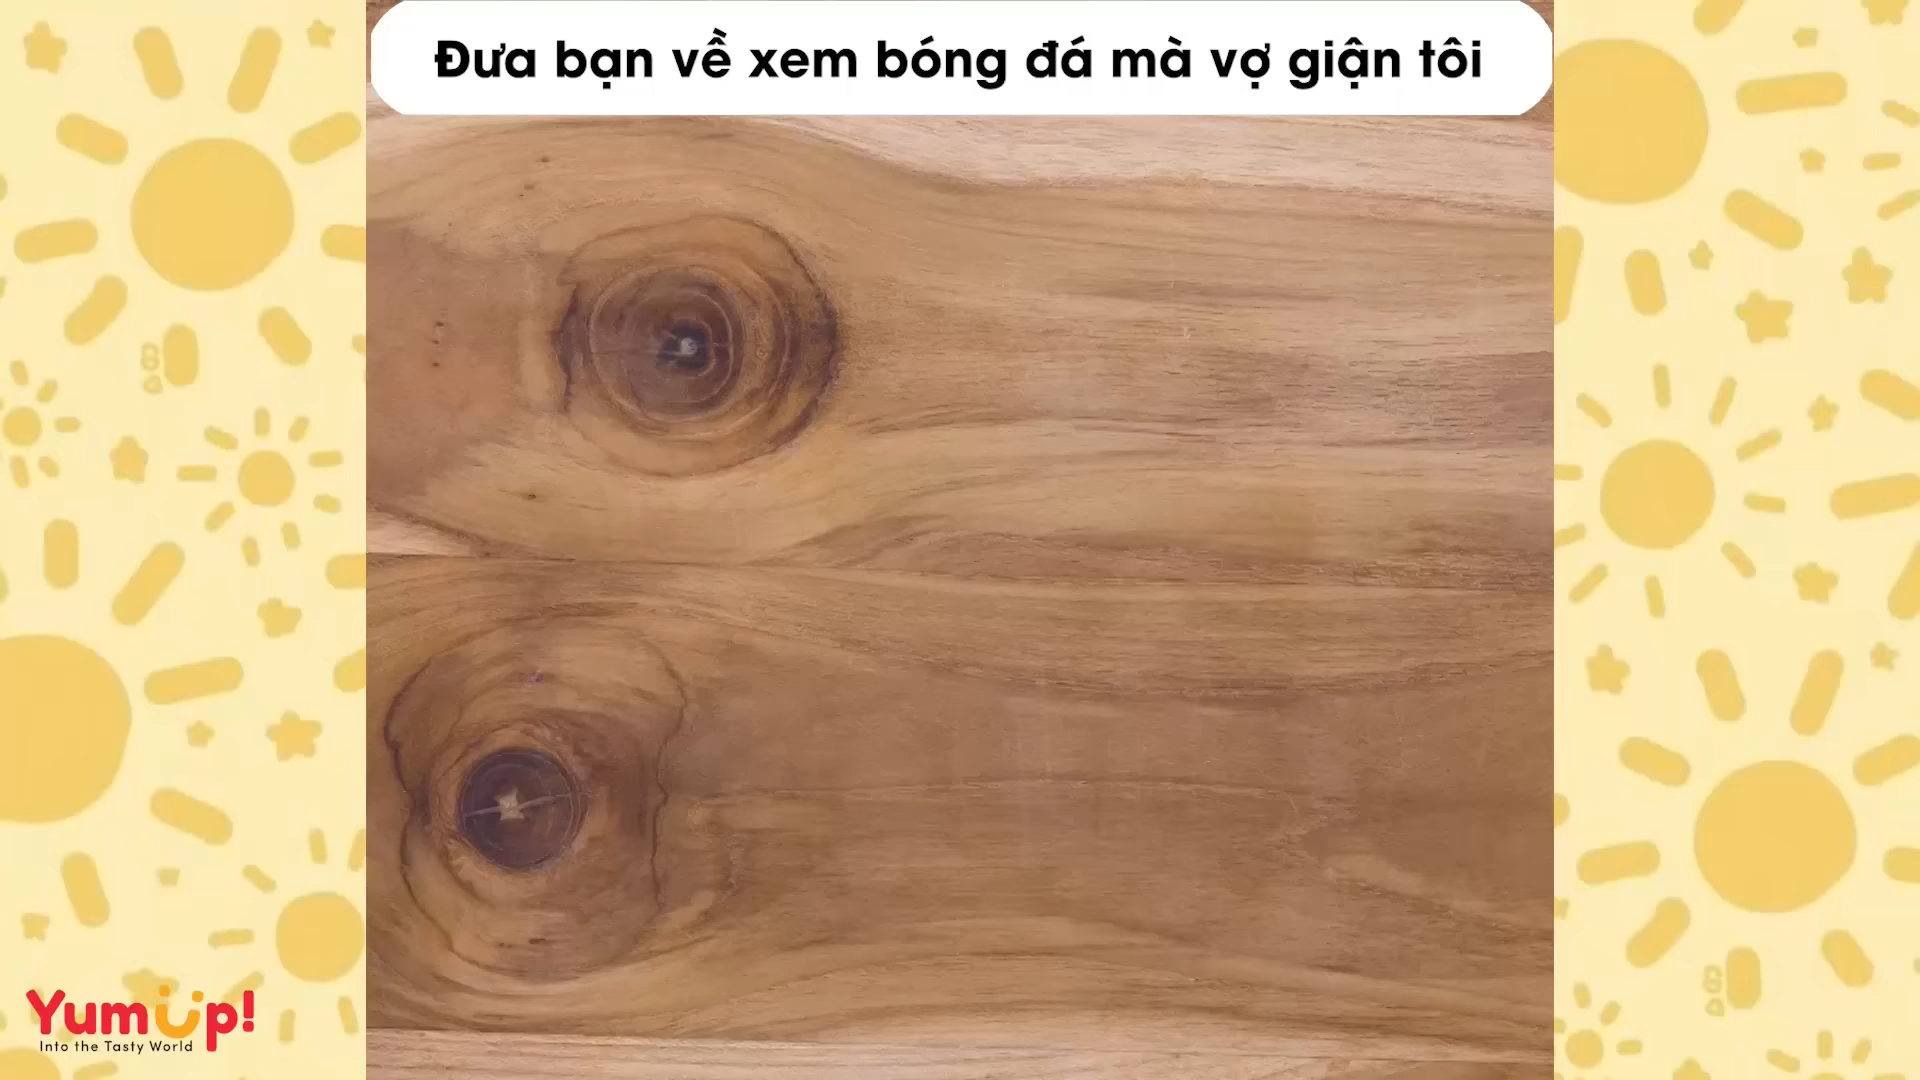 Đưa bạn về xem bóng đá mà vợ giận tôi
YumUp!
Into the Tasty World